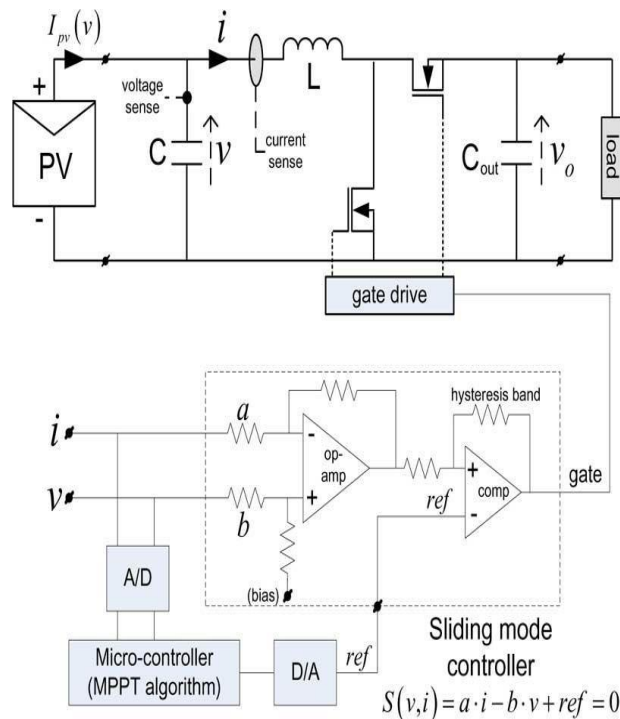 I_pv(v)
i
+
L
voltage
sense
PV
C
v
current
sense
C_out
v_o
load
-
gate drive
hysteresis band
a
i
-
op-
amp
+
comp
gate
v
+
b
ref
-
A/D
(bias)
Micro-controller
(MPPT algorithm)
D/A
ref
Sliding mode
controller
S(v,i)=a·i−b·v+ref=0